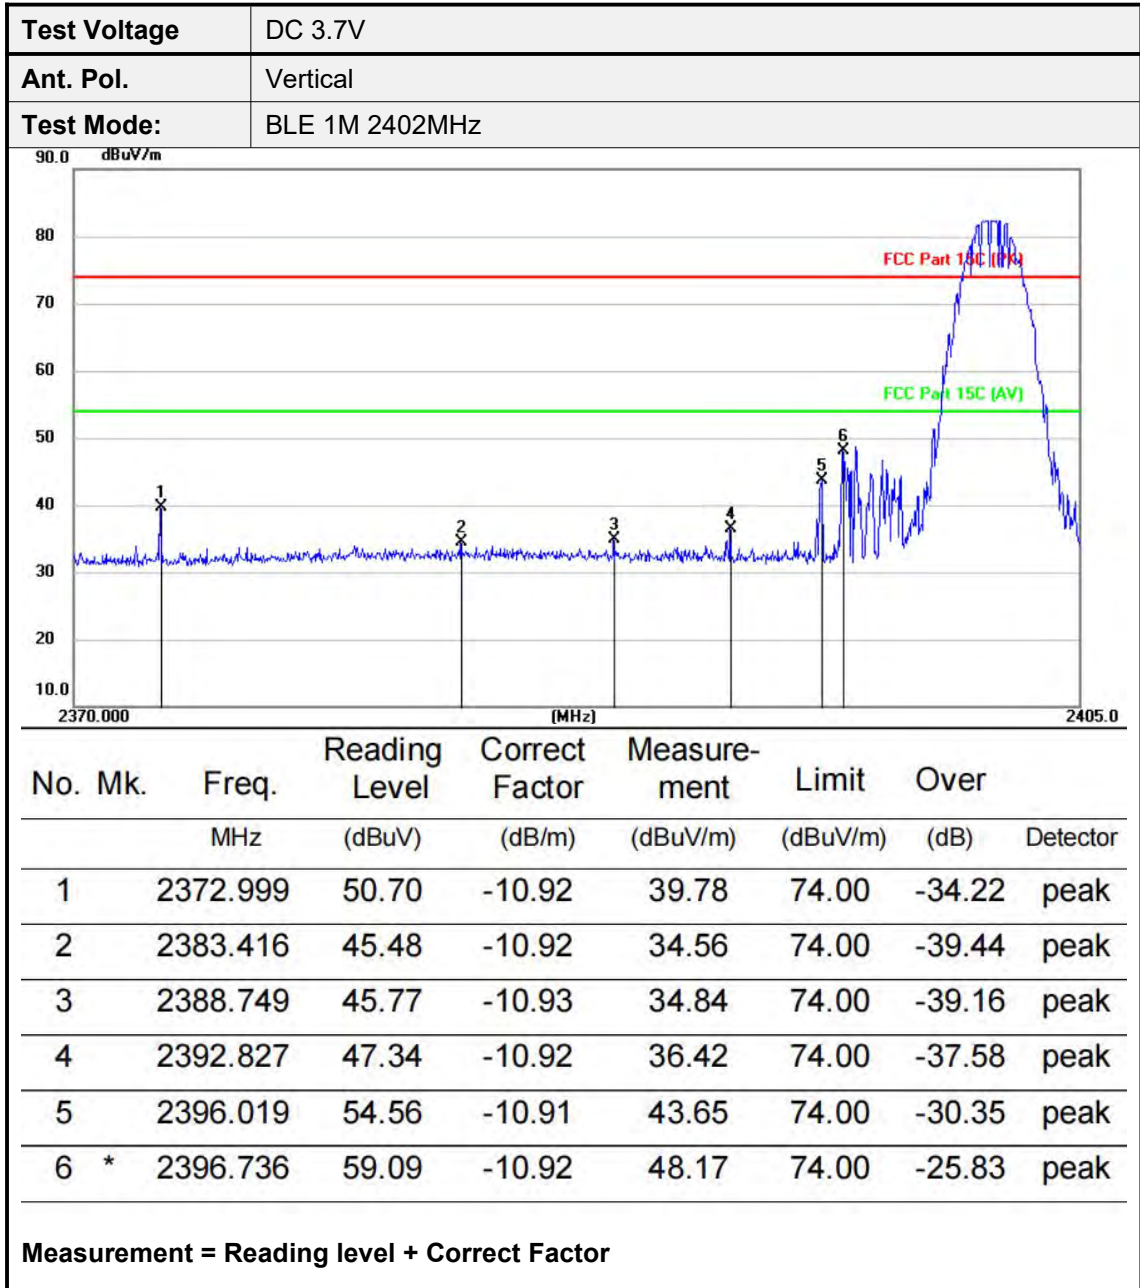 Test Voltage DC 3.7V
Ant. Pol. Vertical
Test Mode: BLE 1M 2402MHz
90.0 dBuV/m
80
FCC Part 15C (PK)
70
60
FCC Part 15C (AV)
50
6
5
40
1
4
2 3
30
20
10.0
2370.000 (MHz) 2405.0
No. Mk. Freq. Reading Level Correct Factor Measure-ment Limit Over
MHz (dBuV) (dB/m) (dBuV/m) (dBuV/m) (dB) Detector
1 2372.999 50.70 -10.92 39.78 74.00 -34.22 peak
2 2383.416 45.48 -10.92 34.56 74.00 -39.44 peak
3 2388.749 45.77 -10.93 34.84 74.00 -39.16 peak
4 2392.827 47.34 -10.92 36.42 74.00 -37.58 peak
5 2396.019 54.56 -10.91 43.65 74.00 -30.35 peak
6 * 2396.736 59.09 -10.92 48.17 74.00 -25.83 peak
Measurement = Reading level + Correct Factor